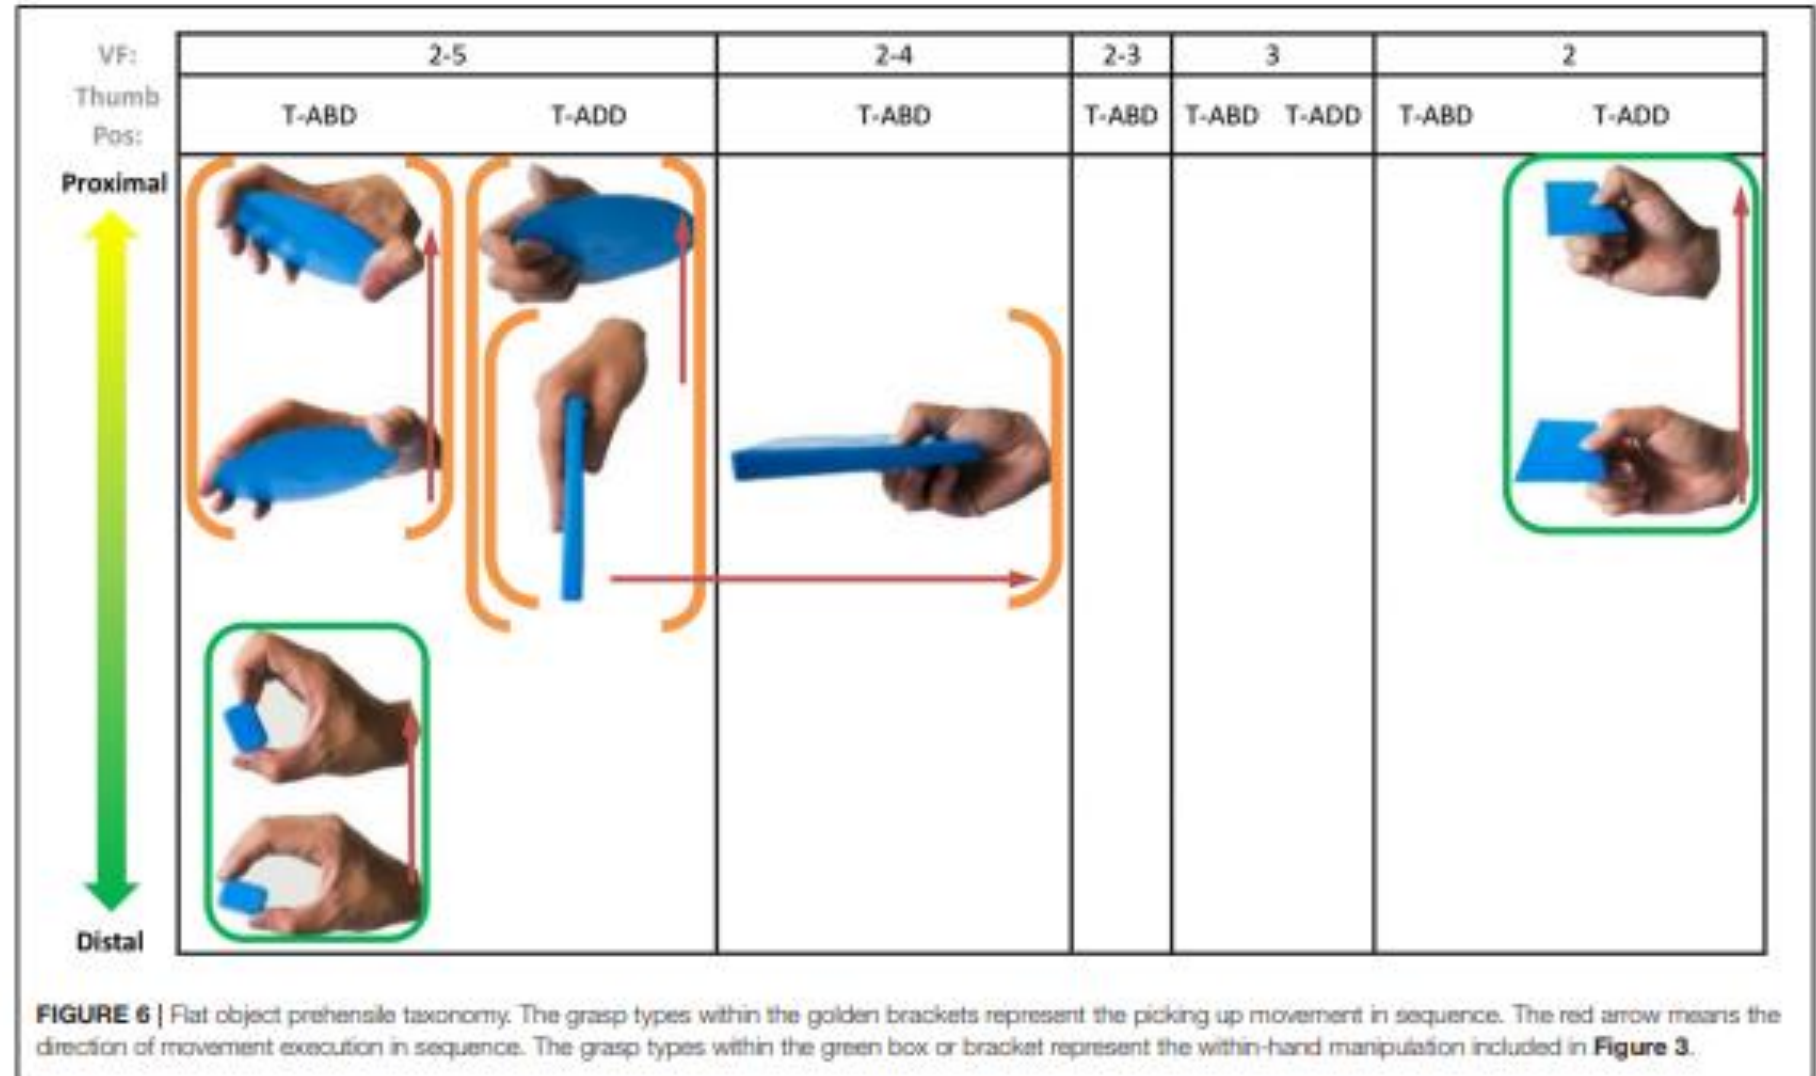 VF: 2-5 2-4 2-3 3 2
Thumb
Pos: T-ABD T-ADD T-ABD T-ABD T-ABD T-ADD T-ABD T-ADD
Proximal
Distal
FIGURE 6 | Flat object prehensile taxonomy. The grasp types within the golden brackets represent the picking up movement in sequence. The red arrow means the
direction of movement execution in sequence. The grasp types within the green box or bracket represent the within-hand manipulation included in Figure 3.